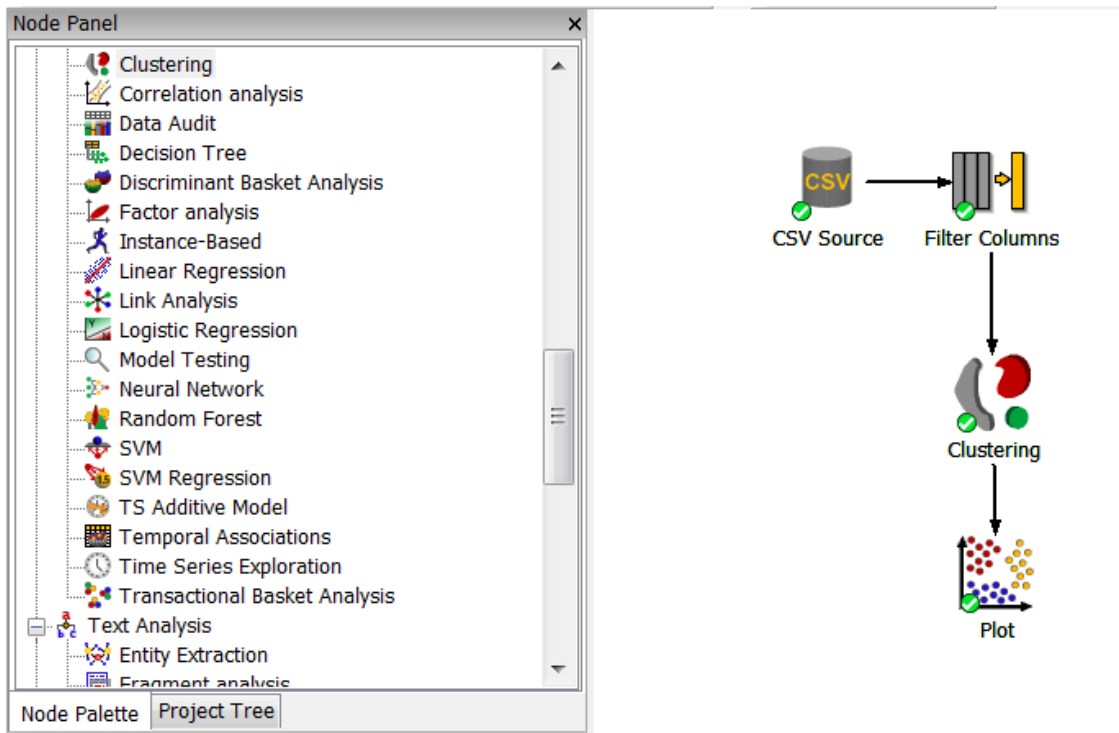 Node Panel
Clustering
Correlation analysis
Data Audit
Decision Tree
Discriminant Basket Analysis
Factor analysis
Instance-Based
Linear Regression
Link Analysis
Logistic Regression
Model Testing
Neural Network
Random Forest
SVM
SVM Regression
TS Additive Model
Temporal Associations
Time Series Exploration
Transactional Basket Analysis
Text Analysis
Entity Extraction
Fragment analysis
Node Palette
Project Tree
CSV
CSV Source
Filter Columns
Clustering
Plot